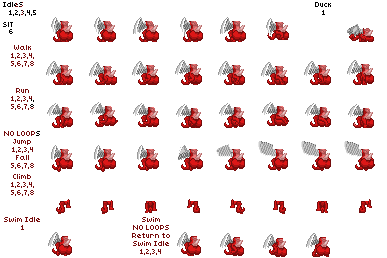 IdleS
1,2,3,4,5
Duck
1
SIT
6
Walk
1,2,3,4,
5,6,7,8
Run
1,2,3,4,
5,6,7,8
NO LOOPS
Jump
1,2,3,4
Fall
5,6,7,8
Climb
1,2,3,4,
5,6,7,8
Swim Idle
1
Swim
NO LOOPS
Return to
Swim Idle
1,2,3,4